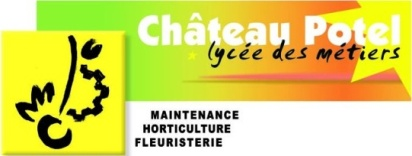 Château Potel
lycée des métiers
MAINTENANCE
HORTICULTURE
FLEURISTERIE